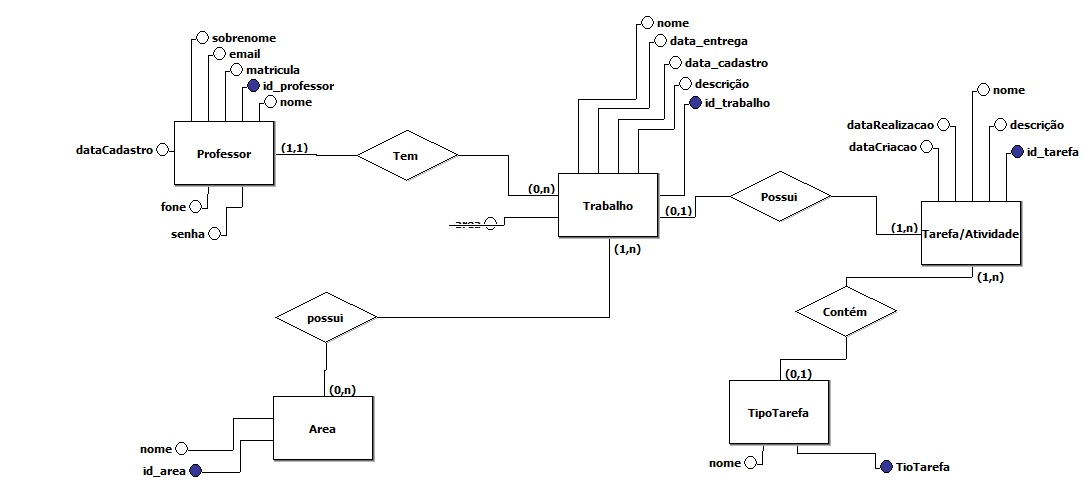 sobrenome
email
matricula
id_professor
nome
dataCadastro
Professor
fone
senha
(1,1)
Tem
(0,n)
nome
data_entrega
data_cadastro
descrição
id_trabalho
Trabalho
area
(0,1)
(1,n)
Possui
(1,n)
nome
dataRealizacao
descrição
dataCriacao
id_tarefa
Tarefa/Atividade
(1,n)
Contém
(0,1)
TipoTarefa
nome
TioTarefa
possui
(0,n)
Area
nome
id_area